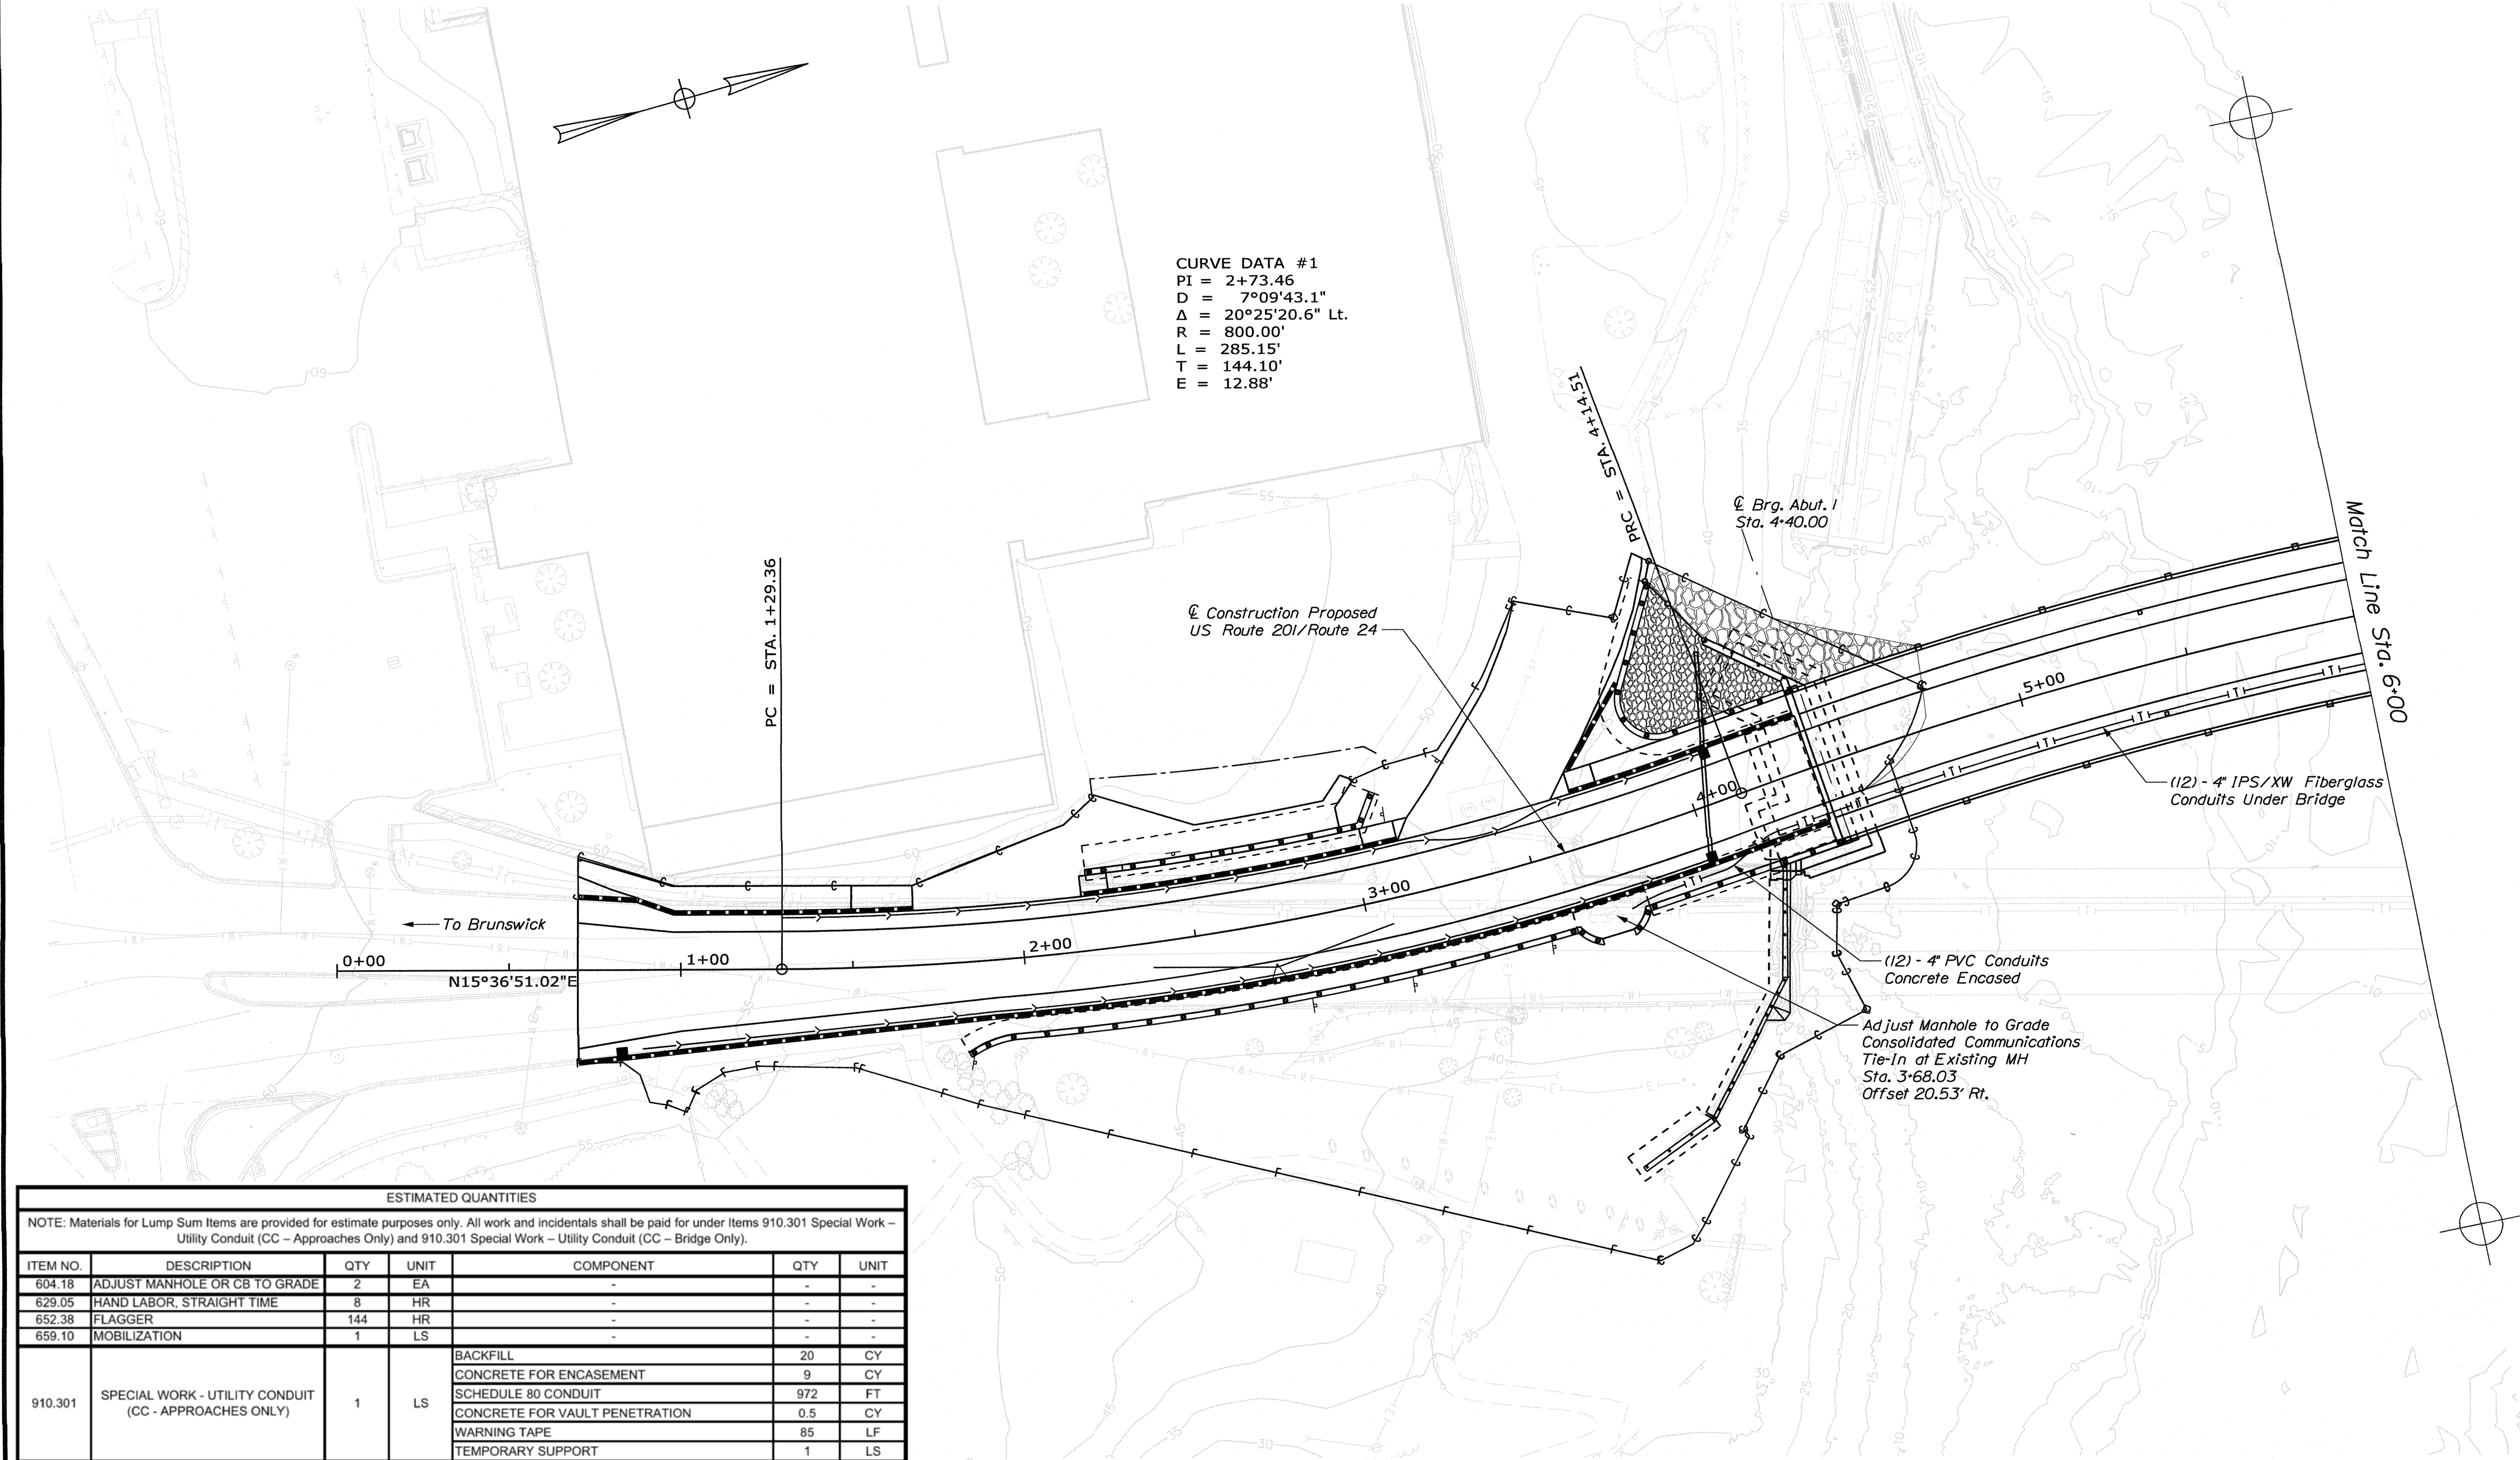 CURVE DATA #1
PI = 2+73.46
D = 7°09'43.1"
Δ = 20°25'20.6" Lt.
R = 800.00'
L = 285.15'
T = 144.10'
E = 12.88'
PRC = STA. 4+14.51
℄ Brg. Abut. 1
Sta. 4+40.00
Match Line Sta. 6+00
PC = STA. 1+29.36
℄ Construction Proposed
US Route 201/Route 24
5+00
4+00
3+00
2+00
1+00
0+00
N15°36'51.02"E
To Brunswick
(12) - 4" IPS/XW Fiberglass
Conduits Under Bridge
(12) - 4" PVC Conduits
Concrete Encased
Adjust Manhole to Grade
Consolidated Communications
Tie-In at Existing MH
Sta. 3+68.03
Offset 20.53' Rt.
ESTIMATED QUANTITIES
NOTE: Materials for Lump Sum Items are provided for estimate purposes only. All work and incidentals shall be paid for under Items 910.301 Special Work –
Utility Conduit (CC – Approaches Only) and 910.301 Special Work – Utility Conduit (CC – Bridge Only).
ITEM NO. DESCRIPTION QTY UNIT COMPONENT QTY UNIT
604.18 ADJUST MANHOLE OR CB TO GRADE 2 EA - - -
629.05 HAND LABOR, STRAIGHT TIME 8 HR - - -
652.38 FLAGGER 144 HR - - -
659.10 MOBILIZATION 1 LS - - -
910.301 SPECIAL WORK - UTILITY CONDUIT
(CC - APPROACHES ONLY) 1 LS
BACKFILL 20 CY
CONCRETE FOR ENCASEMENT 9 CY
SCHEDULE 80 CONDUIT 972 FT
CONCRETE FOR VAULT PENETRATION 0.5 CY
WARNING TAPE 85 LF
TEMPORARY SUPPORT 1 LS